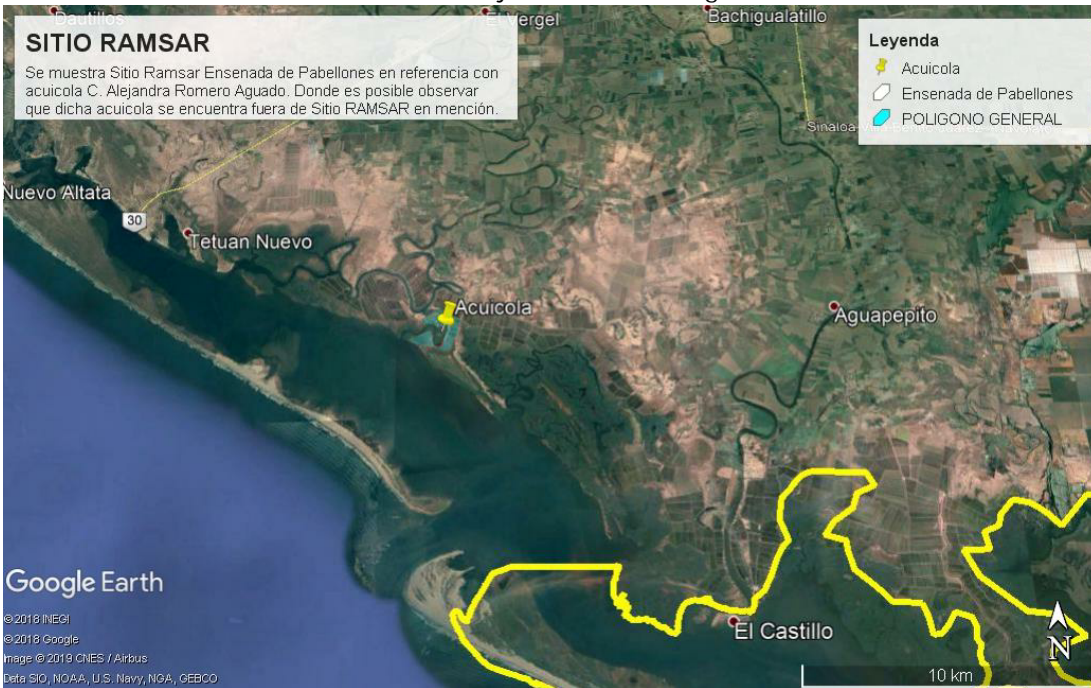 Dautillos
El Vergel
Bachigualatillo
SITIO RAMSAR
Se muestra Sitio Ramsar Ensenada de Pabellones en referencia con
acuicola C. Alejandra Romero Aguado. Donde es posible observar
que dicha acuicola se encuentra fuera de Sitio RAMSAR en mención.
Leyenda
Acuicola
Ensenada de Pabellones
POLIGONO GENERAL
Nuevo Altata
30
Tetuan Nuevo
Acuicola
Aguapepito
El Castillo
Google Earth
©2018 INEGI
©2018 Google
Image © 2019 CNES / Airbus
Data SIO, NOAA, U.S. Navy, NGA, GEBCO
N
10 km